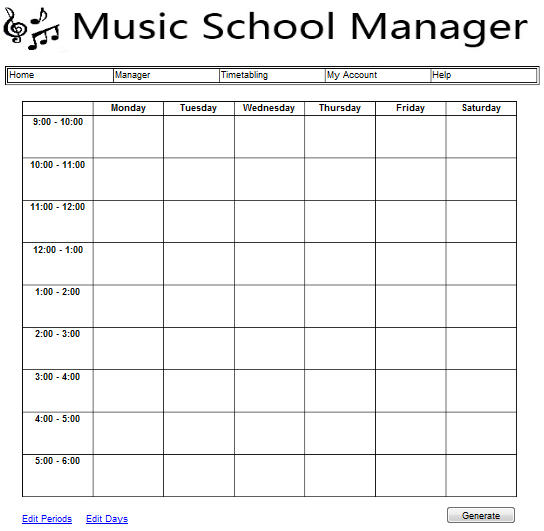 Music School Manager
Home Manager Timetabling My Account Help
Monday Tuesday Wednesday Thursday Friday Saturday
9:00 - 10:00
10:00 - 11:00
11:00 - 12:00
12:00 - 1:00
1:00 - 2:00
2:00 - 3:00
3:00 - 4:00
4:00 - 5:00
5:00 - 6:00
Edit Periods Edit Days Generate